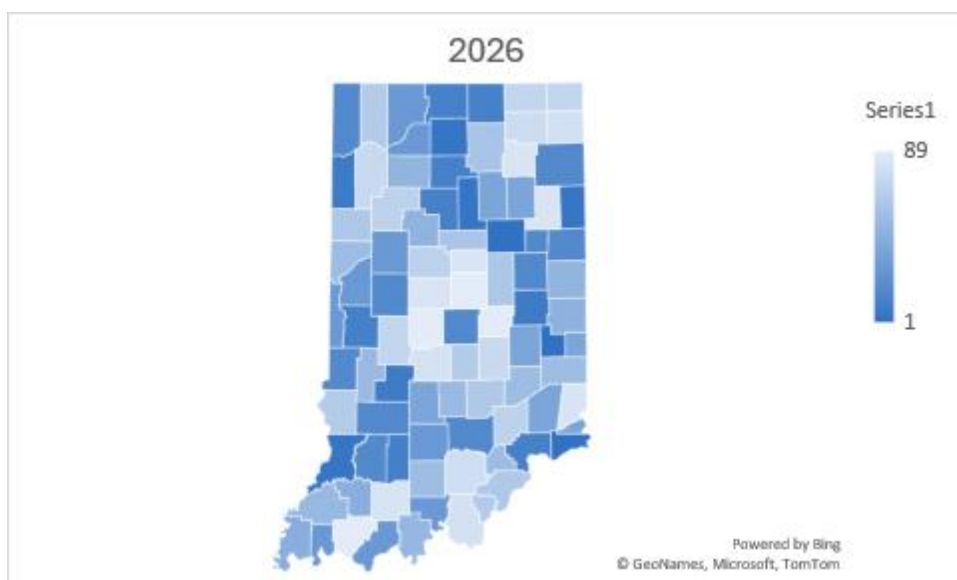 2026
Series1
89
1
Powered by Bing
© GeoNames, Microsoft, TomTom